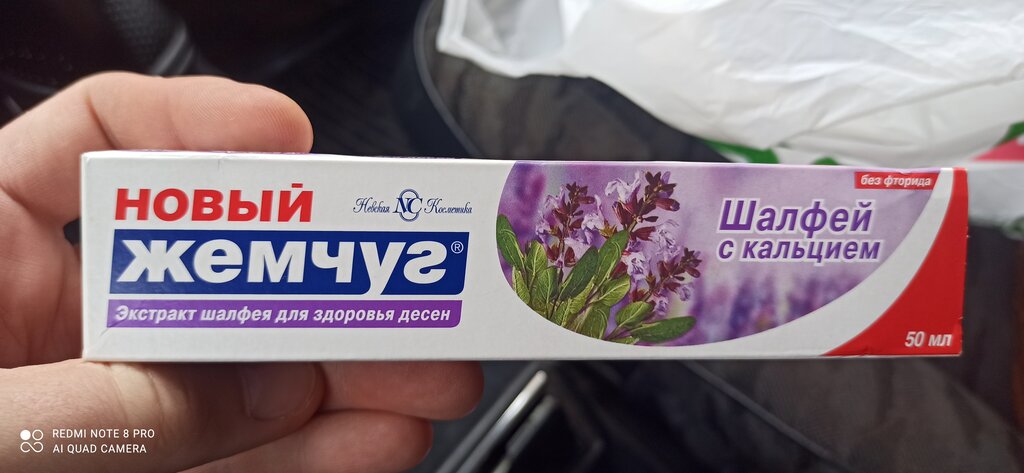 НОВЫЙ
Невская NC Косметика
жемчуг®
Экстракт шалфея для здоровья десен
без фторида
Шалфей
с кальцием
50 мл
REDMI NOTE 8 PRO
AI QUAD CAMERA